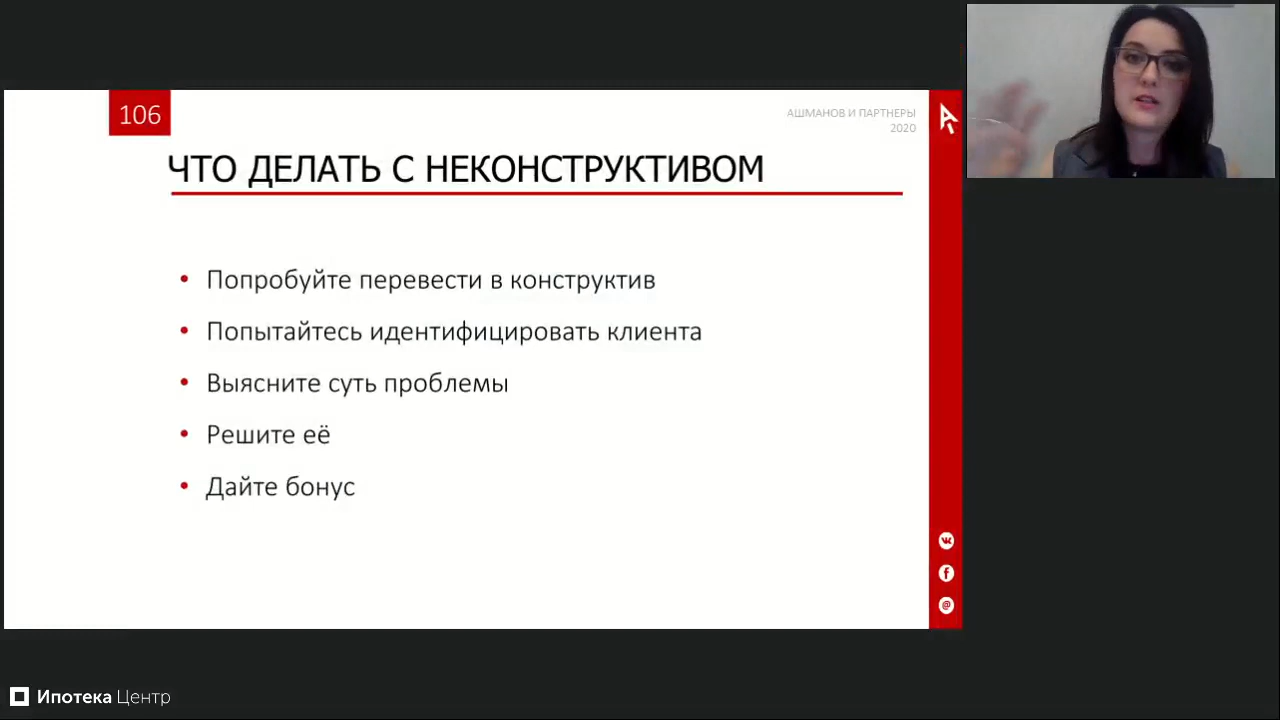 106
АШМАНОВ И ПАРТНЕРЫ
2020
ЧТО ДЕЛАТЬ С НЕКОНСТРУКТИВОМ
• Попробуйте перевести в конструктив
• Попытайтесь идентифицировать клиента
• Выясните суть проблемы
• Решите её
• Дайте бонус
Ипотека Центр